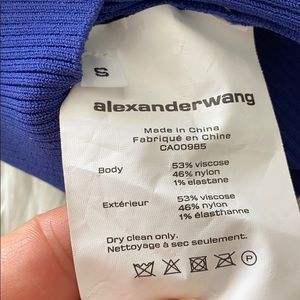 S
alexanderwang
Made in China
Fabriqué en Chine
CA00985
Body 53% viscose
46% nylon
1% elastane
Extérieur 53% viscose
46% nylon
1% élasthanne
Dry clean only.
Nettoyage à sec seulement.
P